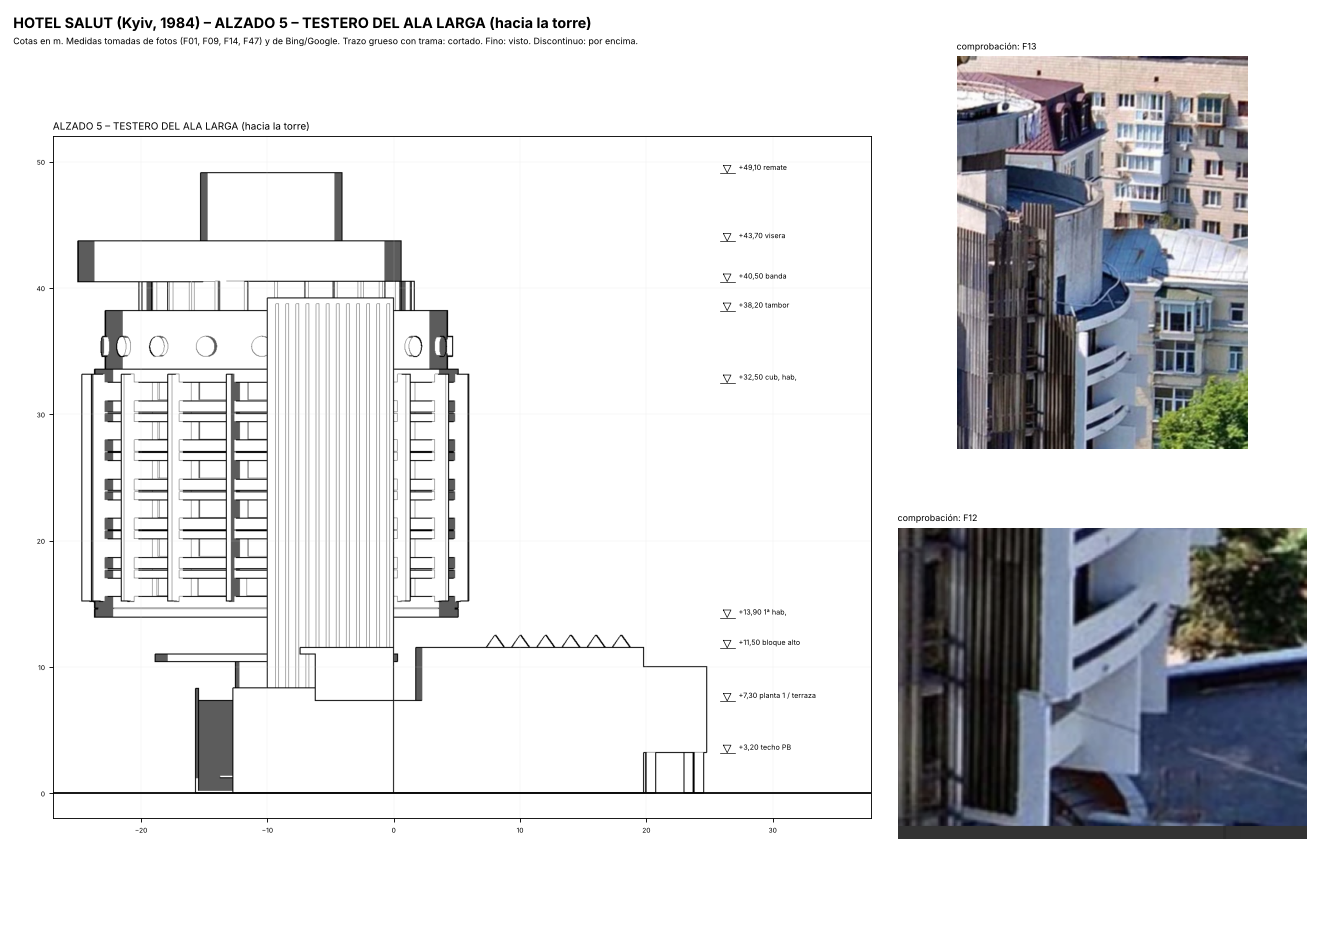 HOTEL SALUT (Kyiv, 1984) – ALZADO 5 – TESTERO DEL ALA LARGA (hacia la torre)
Cotas en m. Medidas tomadas de fotos (F01, F09, F14, F47) y de Bing/Google. Trazo grueso con trama: cortado. Fino: visto. Discontinuo: por encima.
comprobación: F13
ALZADO 5 – TESTERO DEL ALA LARGA (hacia la torre)
50
40
30
20
10
0
−20
−10
0
10
20
30
+49,10 remate
+43,70 visera
+40,50 banda
+38,20 tambor
+32,50 cub, hab,
+13,90 1ª hab,
+11,50 bloque alto
+7,30 planta 1 / terraza
+3,20 techo PB
comprobación: F12